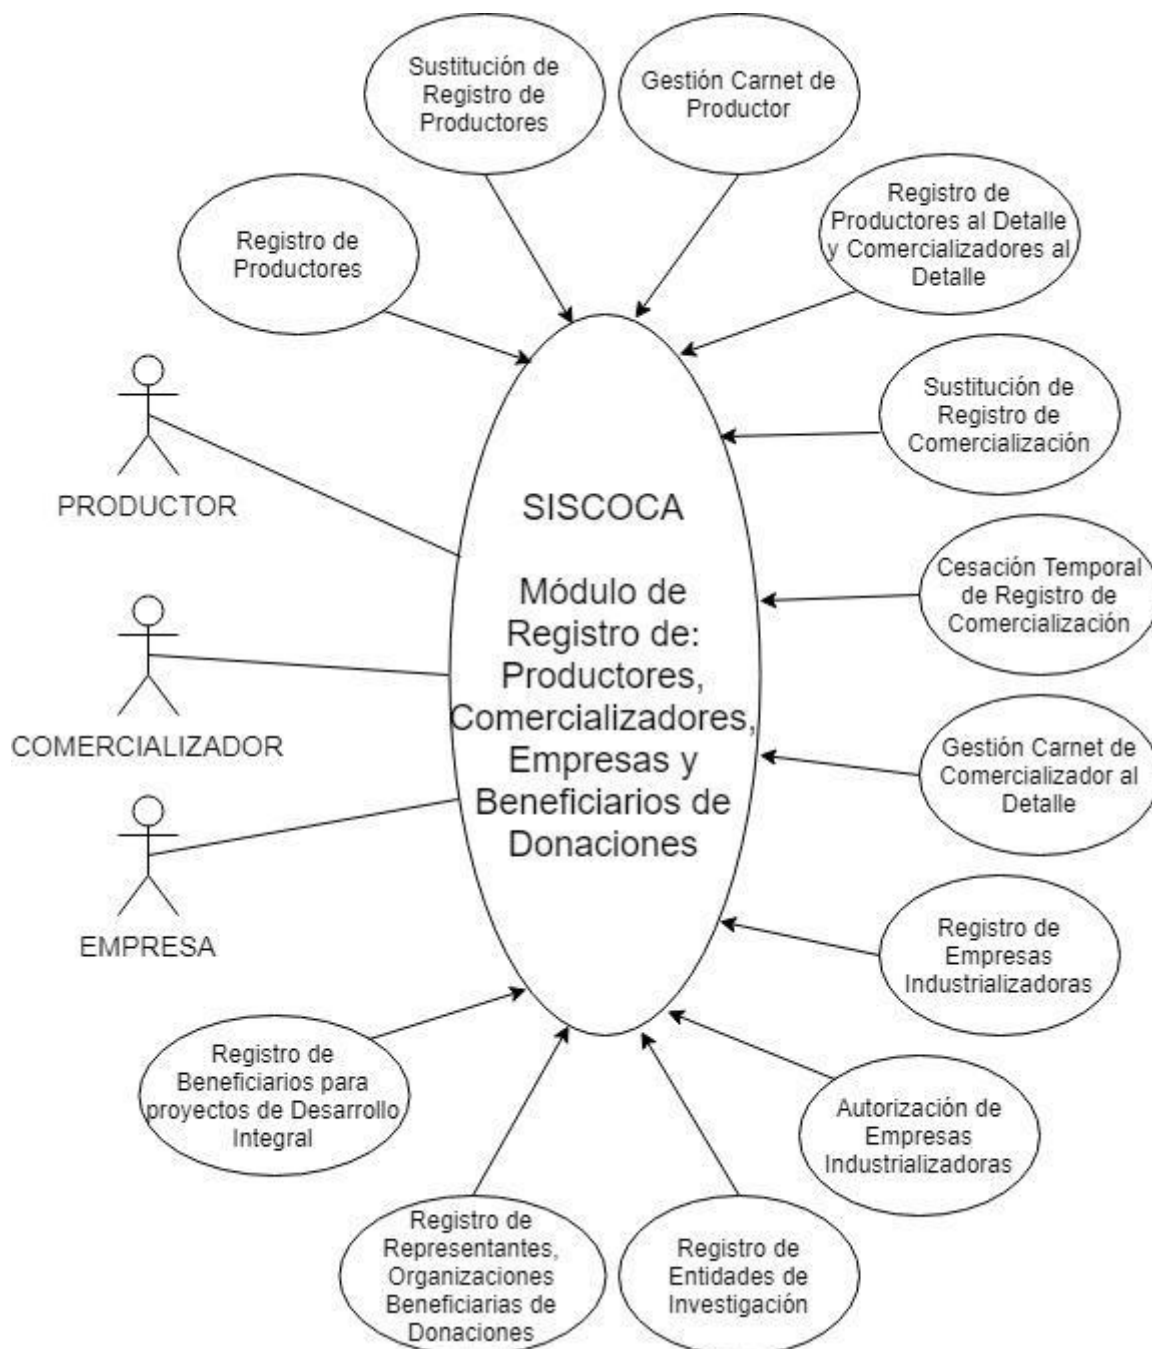 Sustitución de
Registro de
Productores
Gestión Carnet de
Productor
Registro de
Productores
Registro de
Productores al Detalle
y Comercializadores al
Detalle
Sustitución de
Registro de
Comercialización
PRODUCTOR
SISCOCA
Módulo de
Registro de:
Productores,
Comercializadores,
Empresas y
Beneficiarios de
Donaciones
Cesación Temporal
de Registro de
Comercialización
COMERCIALIZADOR
Gestión Carnet de
Comercializador al
Detalle
EMPRESA
Registro de
Empresas
Industrializadoras
Registro de
Beneficiarios para
proyectos de Desarrollo
Integral
Autorización de
Empresas
Industrializadoras
Registro de
Representantes,
Organizaciones
Beneficiarias de
Donaciones
Registro de
Entidades de
Investigación